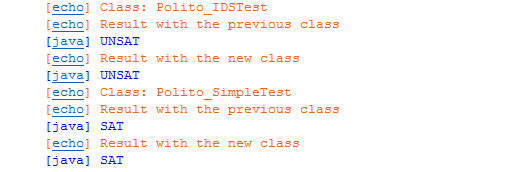 [echo] Class: Polito_IDSTest
[echo] Result with the previous class
[java] UNSAT
[echo] Result with the new class
[java] UNSAT
[echo] Class: Polito_SimpleTest
[echo] Result with the previous class
[java] SAT
[echo] Result with the new class
[java] SAT